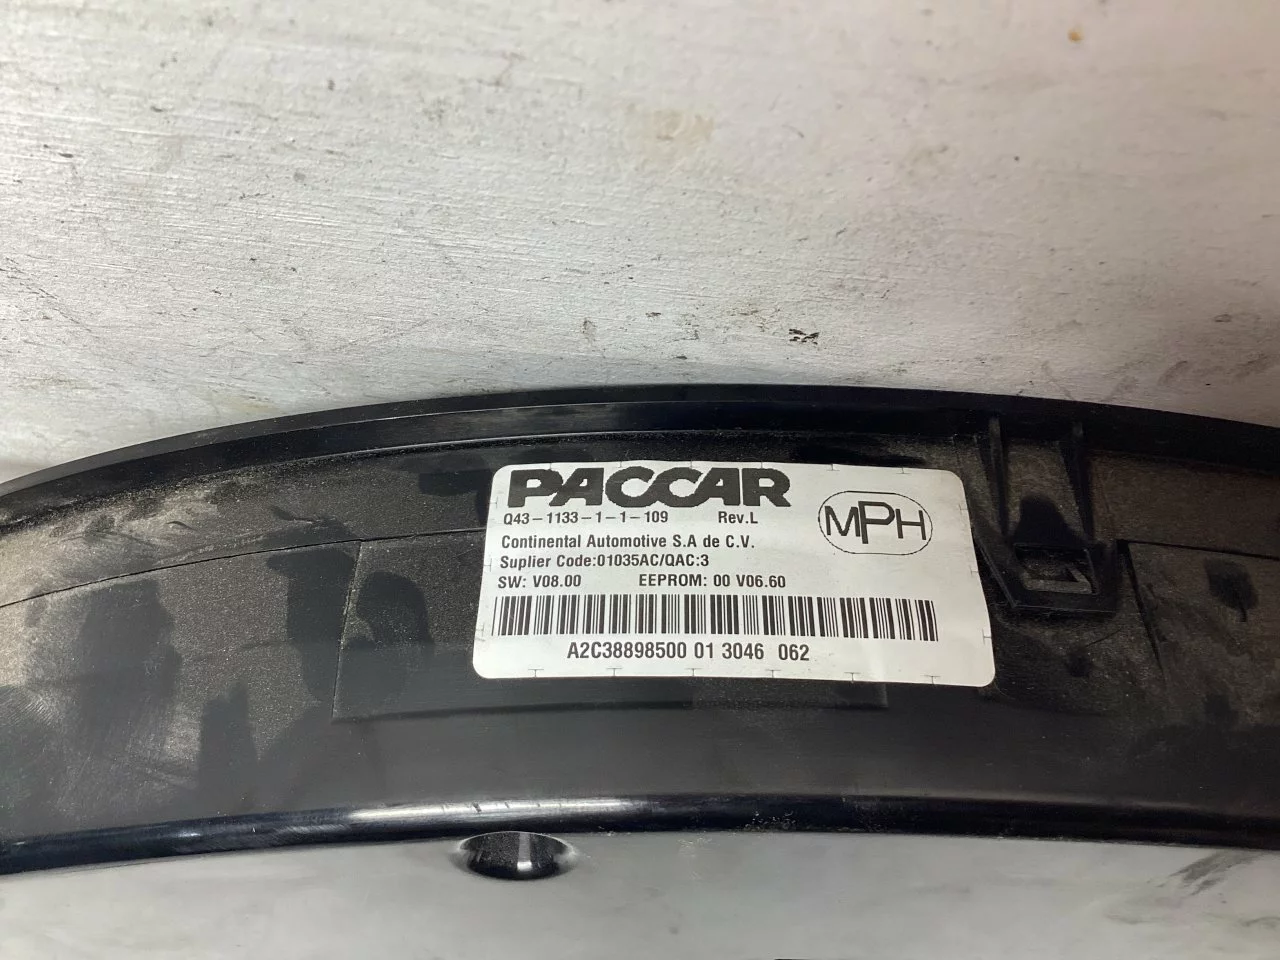 PACCAR
Q43-1133-1-1-109 Rev.L
MPH
Continental Automotive S.A de C.V.
Suplier Code:01035AC/QAC:3
SW: V08.00 EEPROM: 00 V06.60
A2C38898500 01 3046 062